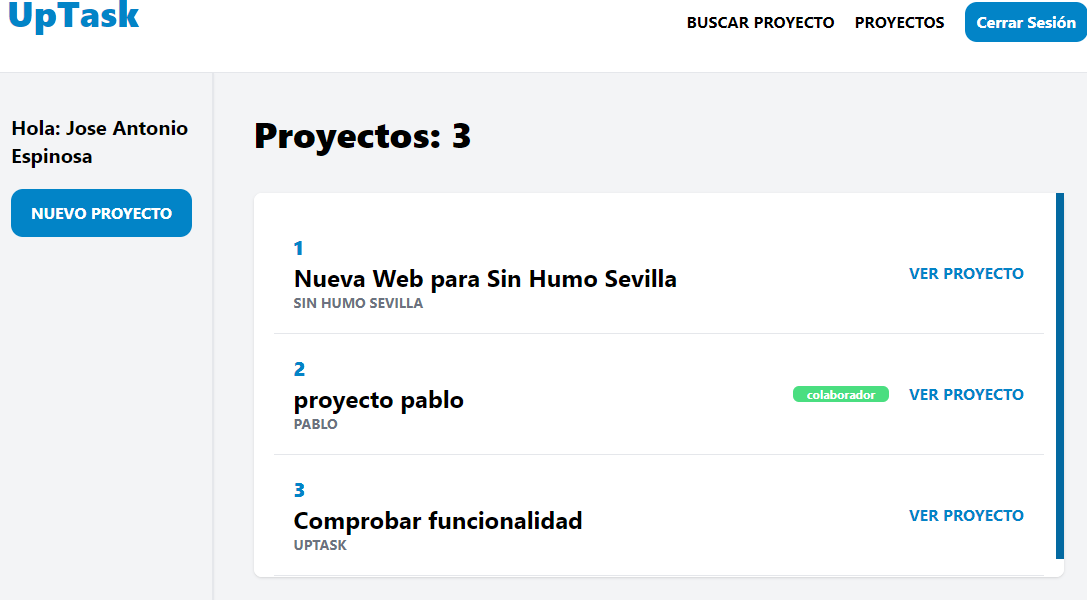 UpTask
BUSCAR PROYECTO
PROYECTOS
Cerrar Sesión
Hola: Jose Antonio
Espinosa
NUEVO PROYECTO
Proyectos: 3
1
Nueva Web para Sin Humo Sevilla
SIN HUMO SEVILLA
VER PROYECTO
2
proyecto pablo
PABLO
colaborador
VER PROYECTO
3
Comprobar funcionalidad
UPTASK
VER PROYECTO